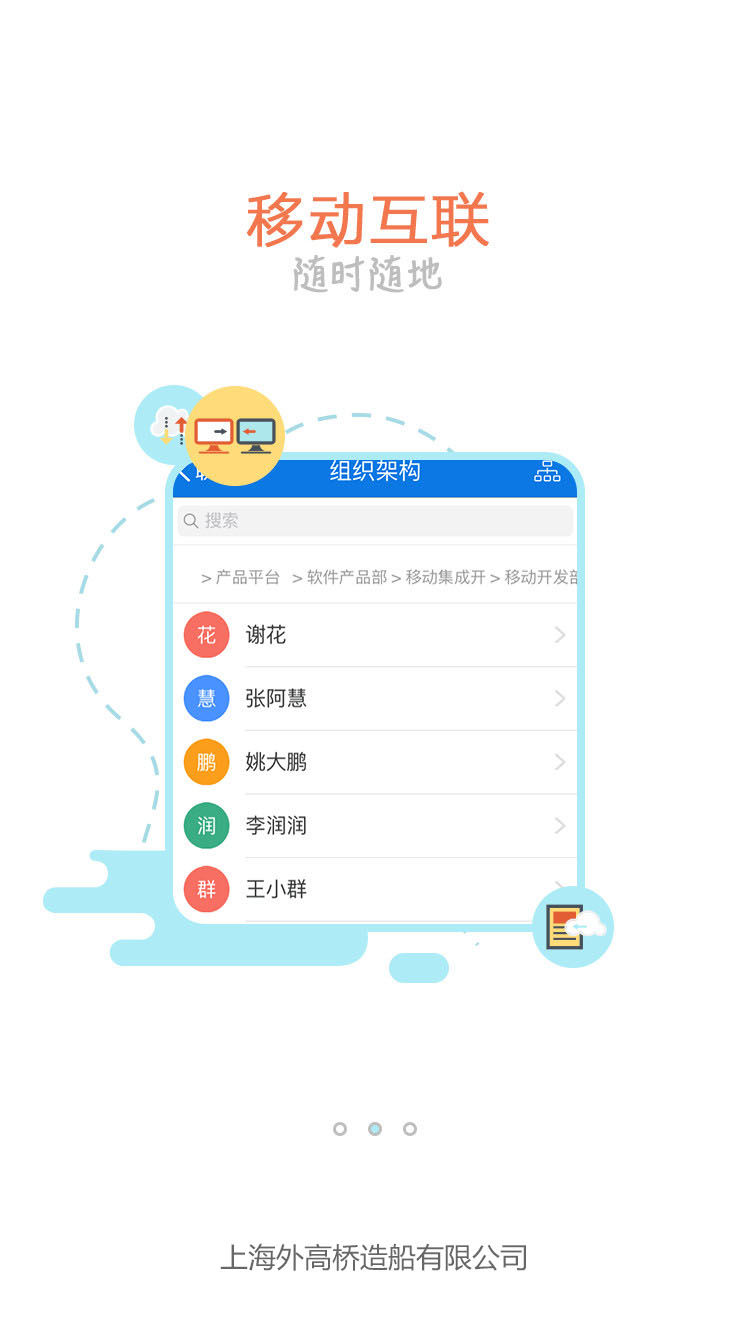 移动互联
随时随地
组织架构
搜索
> 产品平台 > 软件产品部 > 移动集成开 > 移动开发部
花 谢花
慧 张阿慧
鹏 姚大鹏
润 李润润
群 王小群
上海外高桥造船有限公司